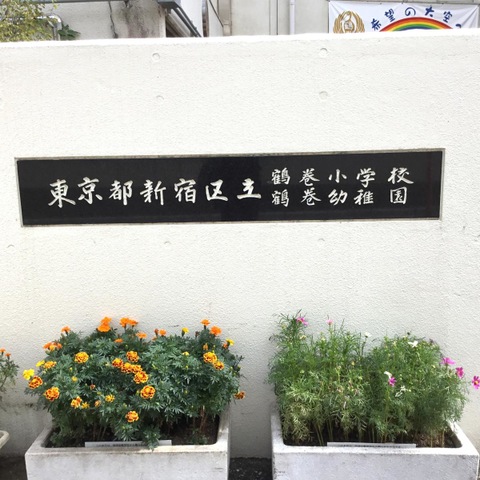 希望の大空
東京都新宿区立
鶴巻小学校
鶴巻幼稚園